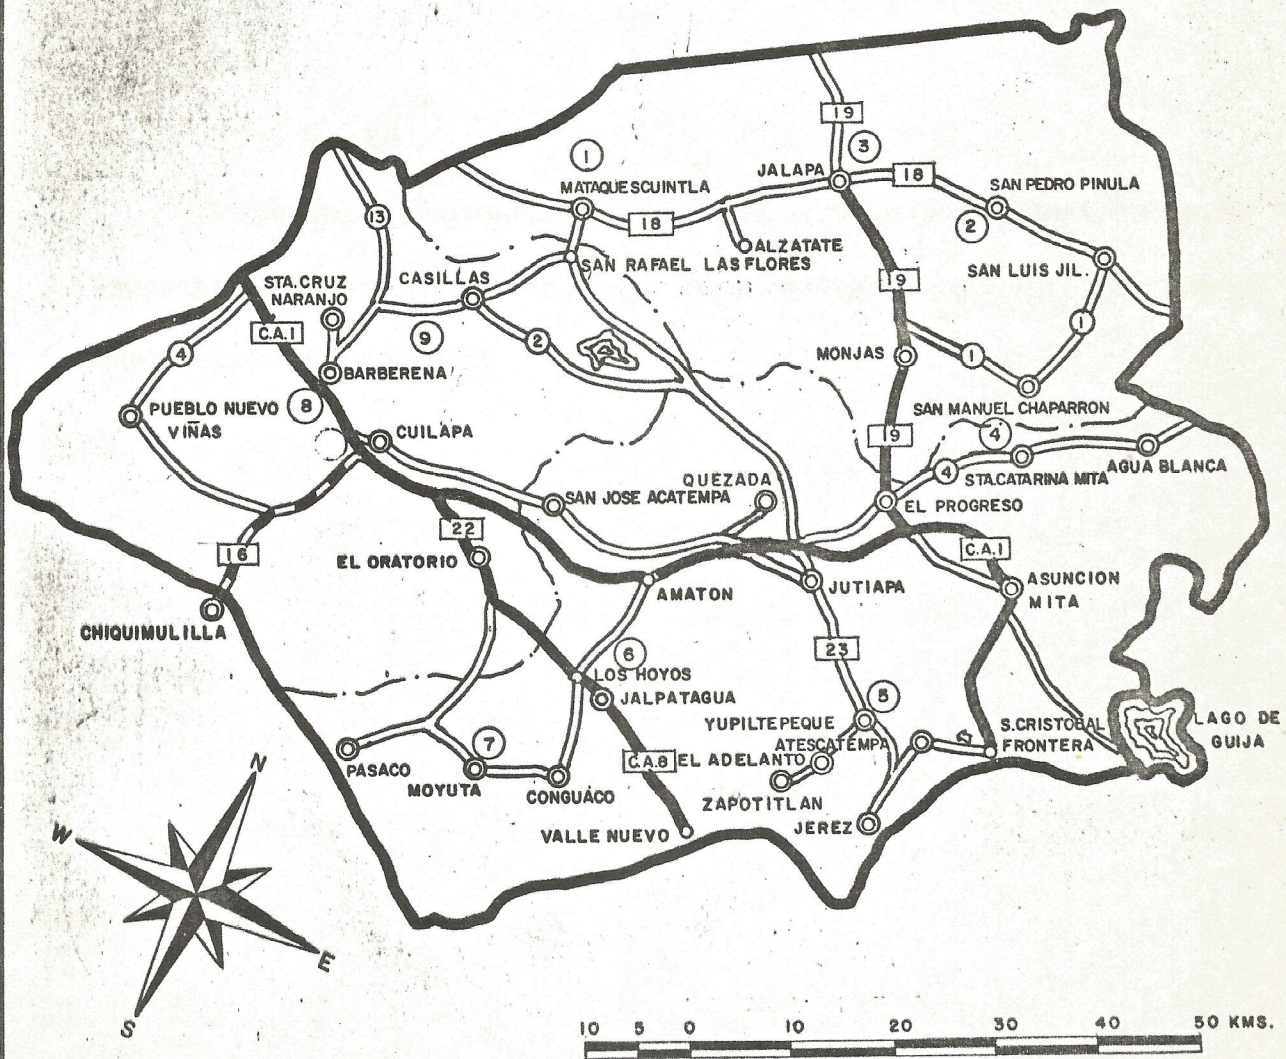 19
3
1
JALAPA
18
MATAQUESCUINTLA
SAN PEDRO PINULA
13
18
2
ALZATATE
SAN RAFAEL LAS FLORES
SAN LUIS JIL.
CASILLAS
STA. CRUZ
NARANJO
19
C.A.1
9
2
1
4
MONJAS
1
BARBERENA
PUEBLO NUEVO
VIÑAS
8
SAN MANUEL CHAPARRON
CUILAPA
19
4
4
STA.CATARINA MITA
AGUA BLANCA
QUEZADA
SAN JOSE ACATEMPA
EL PROGRESO
22
16
EL ORATORIO
C.A.1
ASUNCION
MITA
AMATON
JUTIAPA
CHIQUIMULILLA
23
6
LOS HOYOS
JALPATAGUA
5
YUPILTEPEQUE
ATESCATEMPA
S.CRISTOBAL
FRONTERA
LAGO DE
GUIJA
7
PASACO
MOYUTA
CONGUACO
C.A.8
EL ADELANTO
ZAPOTITLAN
JEREZ
VALLE NUEVO
N
W
E
S
10 5 0 10 20 30 40 50 KMS.